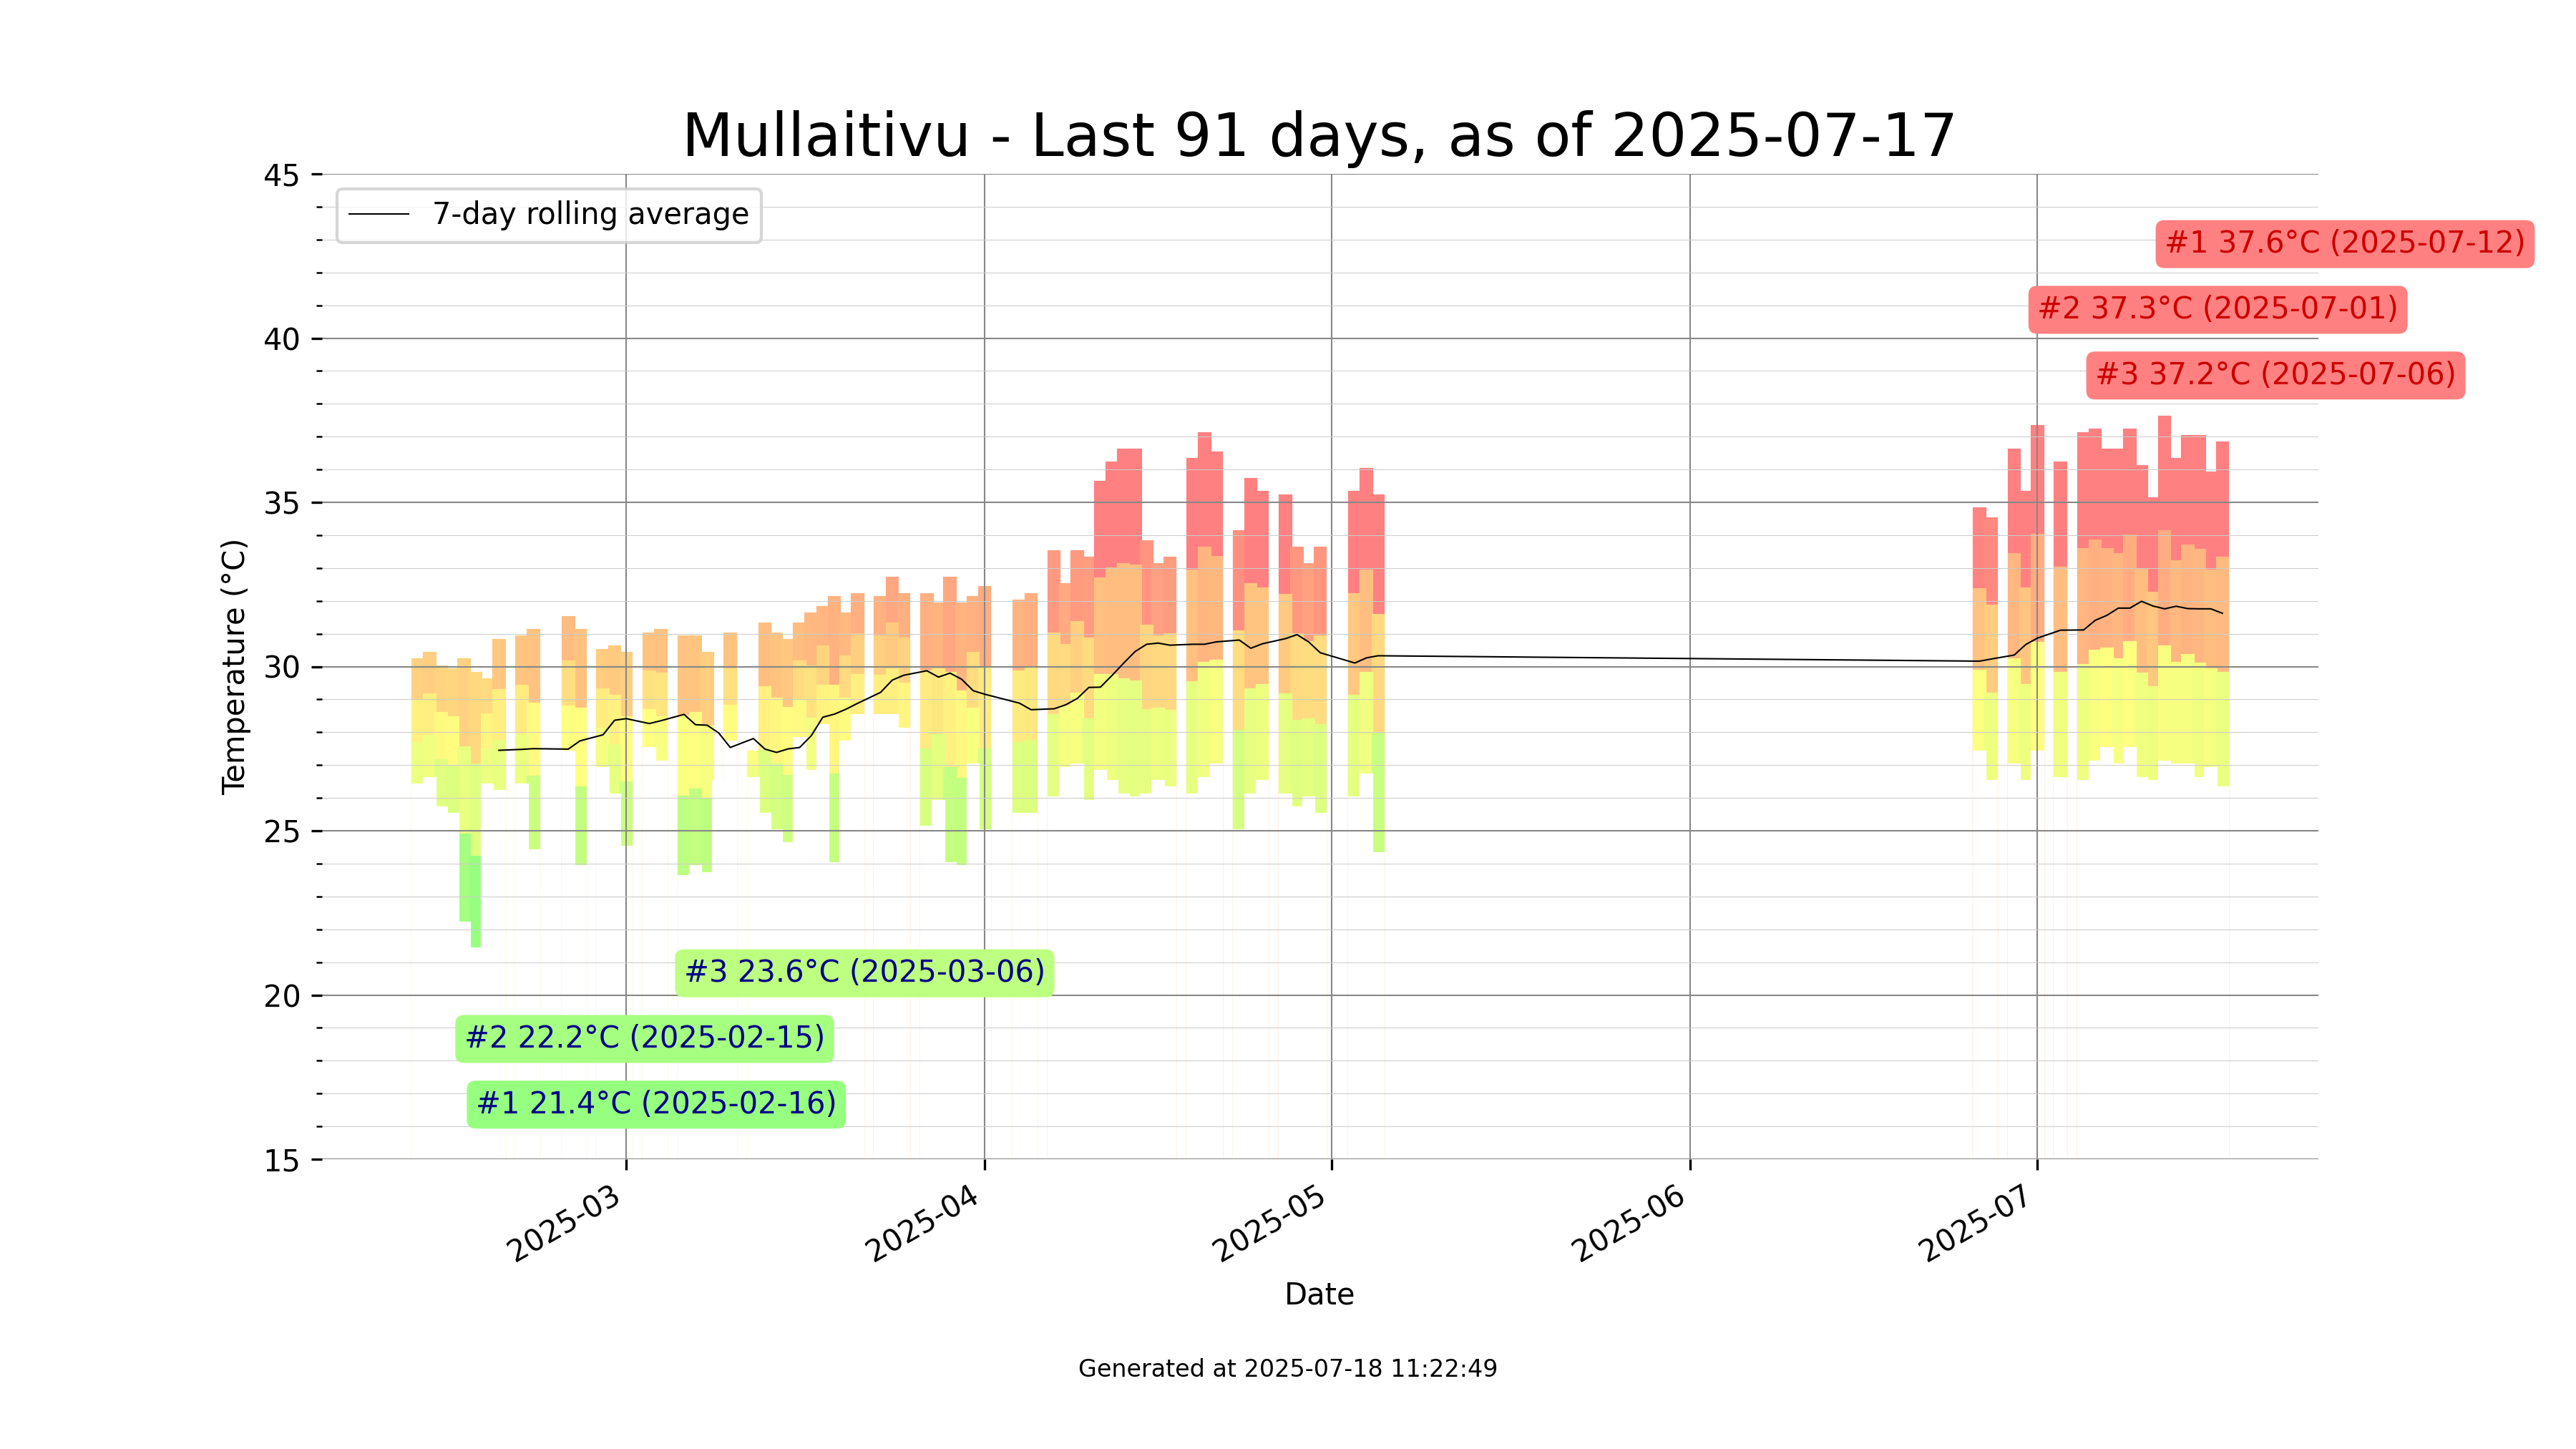 Mullaitivu - Last 91 days, as of 2025-07-17
45
7-day rolling average
#1 37.6°C (2025-07-12)
#2 37.3°C (2025-07-01)
40
#3 37.2°C (2025-07-06)
35
Temperature (°C)
30
25
#3 23.6°C (2025-03-06)
20
#2 22.2°C (2025-02-15)
#1 21.4°C (2025-02-16)
15
2025-03
2025-04
2025-05
2025-06
2025-07
Date
Generated at 2025-07-18 11:22:49